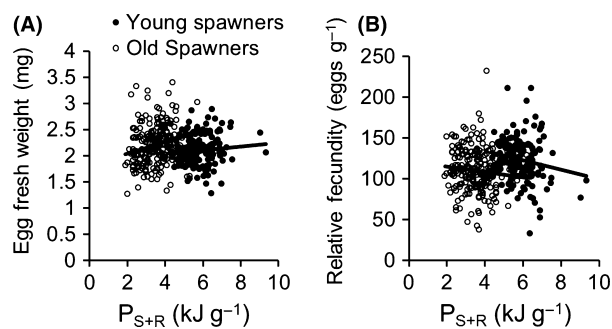 (A)
● Young spawners
○ Old Spawners
Egg fresh weight (mg)
4
3.5
3
2.5
2
1.5
1
0.5
0
0 2 4 6 8 10
P_S+R (kJ g⁻¹)
(B)
Relative fecundity (eggs g⁻¹)
250
200
150
100
50
0
0 2 4 6 8 10
P_S+R (kJ g⁻¹)